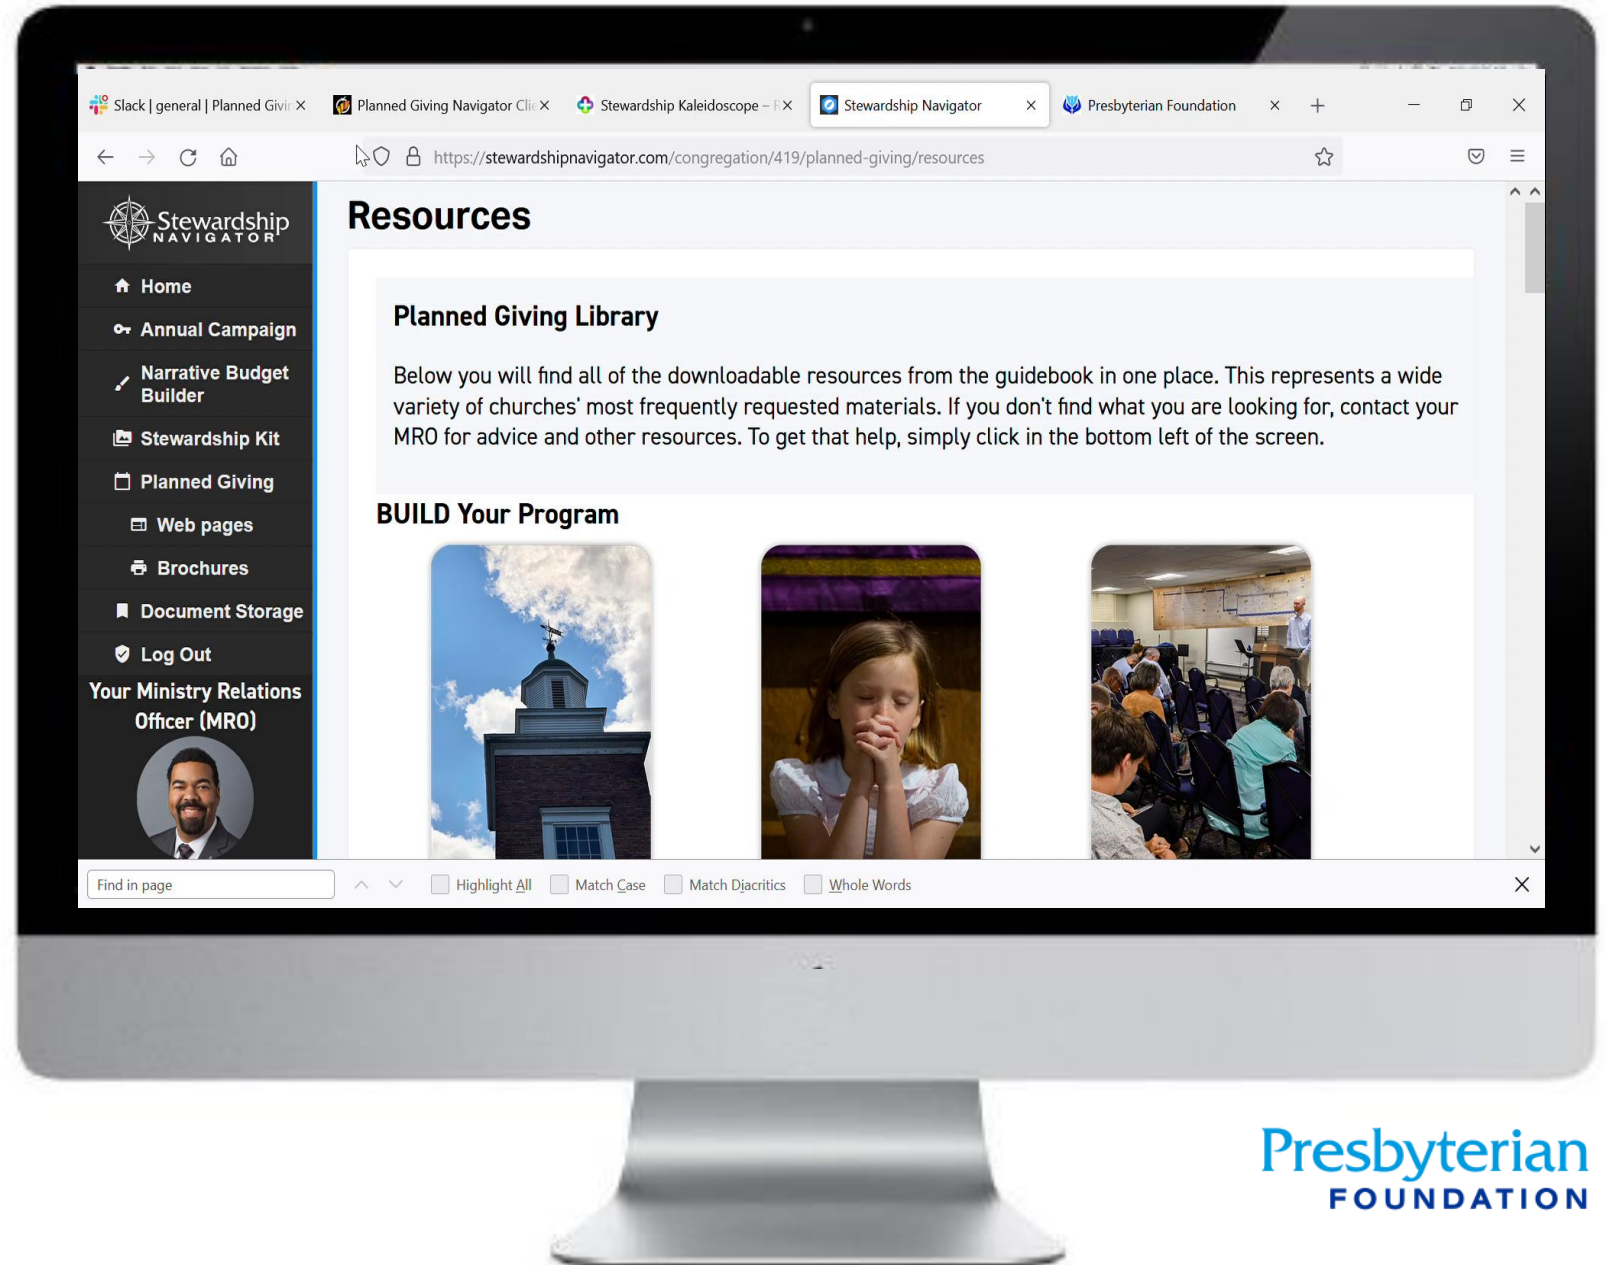 Slack | general | Planned Givin
Planned Giving Navigator Clie
Stewardship Kaleidoscope –
Stewardship Navigator
Presbyterian Foundation
https://stewardshipnavigator.com/congregation/419/planned-giving/resources
Stewardship
NAVIGATOR
Home
Annual Campaign
Narrative Budget
Builder
Stewardship Kit
Planned Giving
Web pages
Brochures
Document Storage
Log Out
Your Ministry Relations
Officer (MRO)
Resources
Planned Giving Library
Below you will find all of the downloadable resources from the guidebook in one place. This represents a wide
variety of churches' most frequently requested materials. If you don't find what you are looking for, contact your
MRO for advice and other resources. To get that help, simply click in the bottom left of the screen.
BUILD Your Program
Find in page
Highlight All
Match Case
Match Diacritics
Whole Words
Presbyterian
FOUNDATION